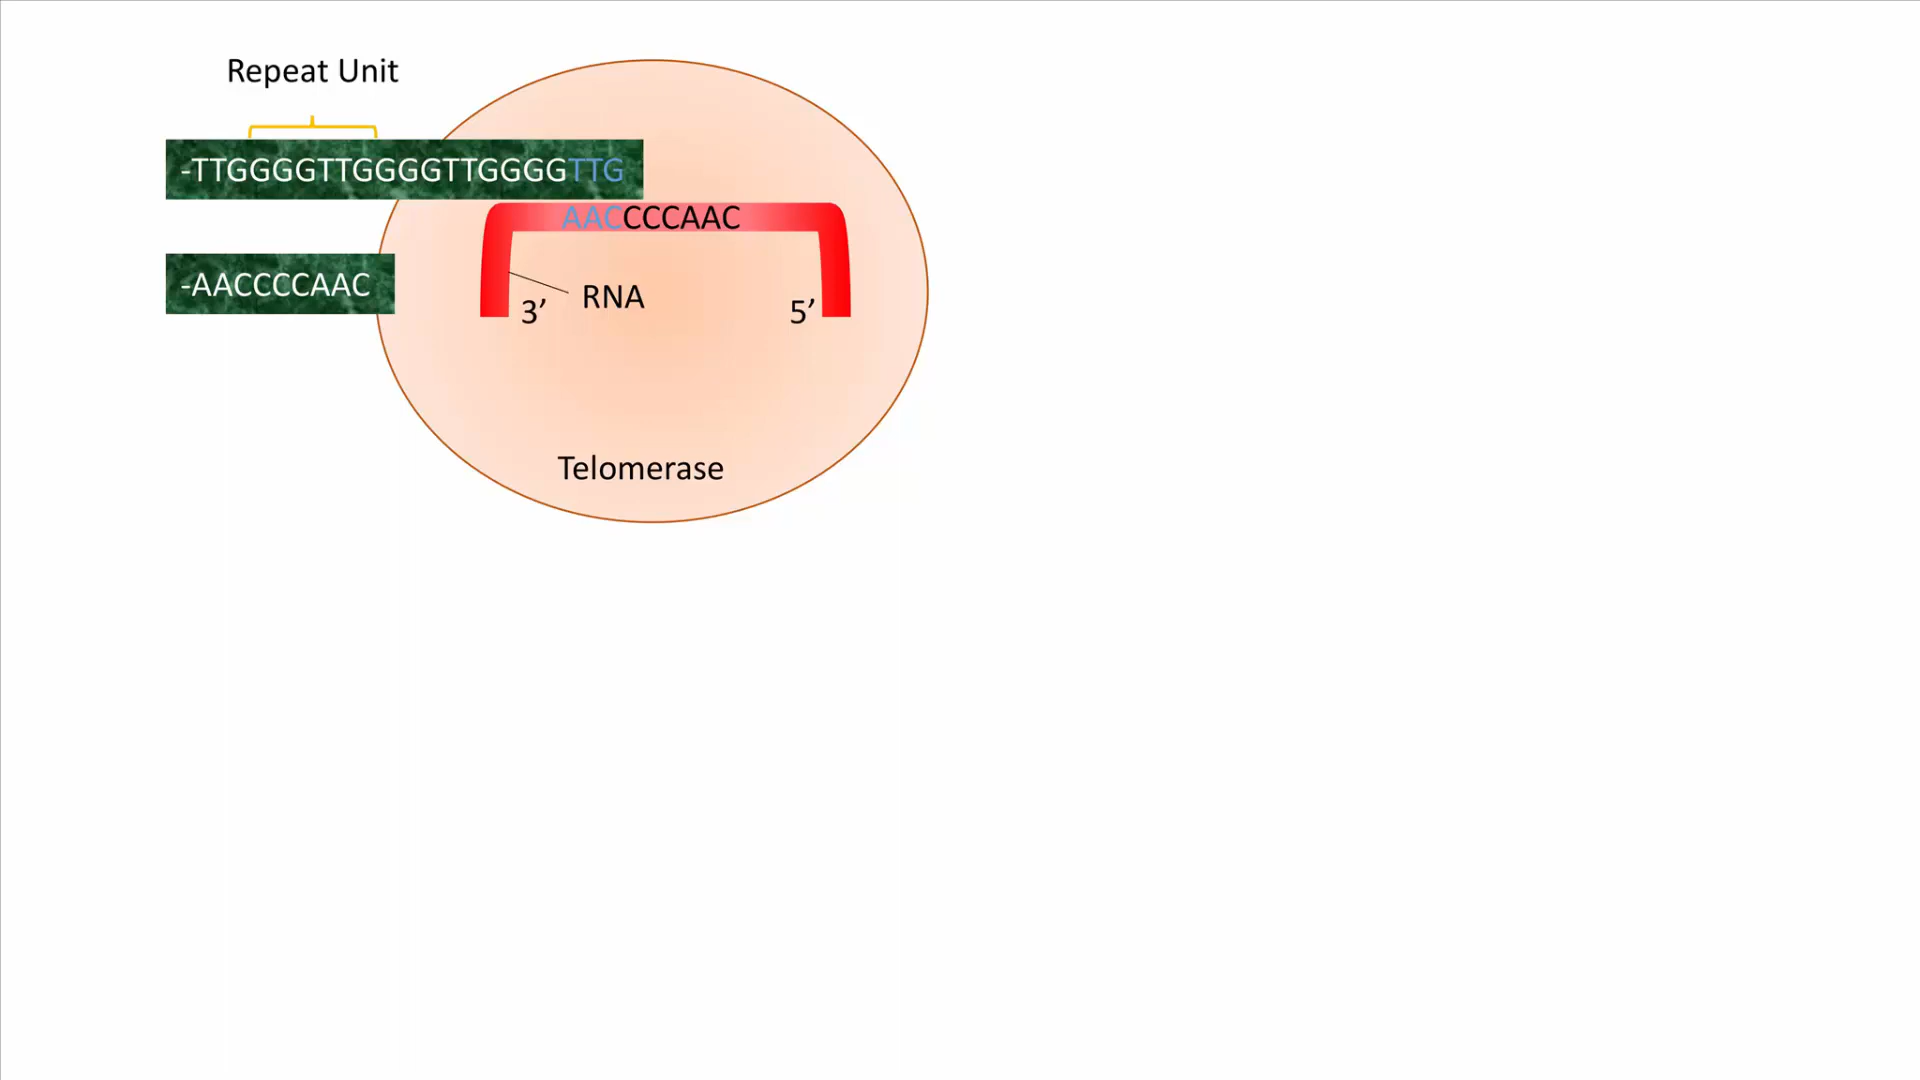 Repeat Unit
-TTGGGGTTGGGGTTGGGGTTG
AACCCCAAC
-AACCCCAAC
RNA
3’
5’
Telomerase